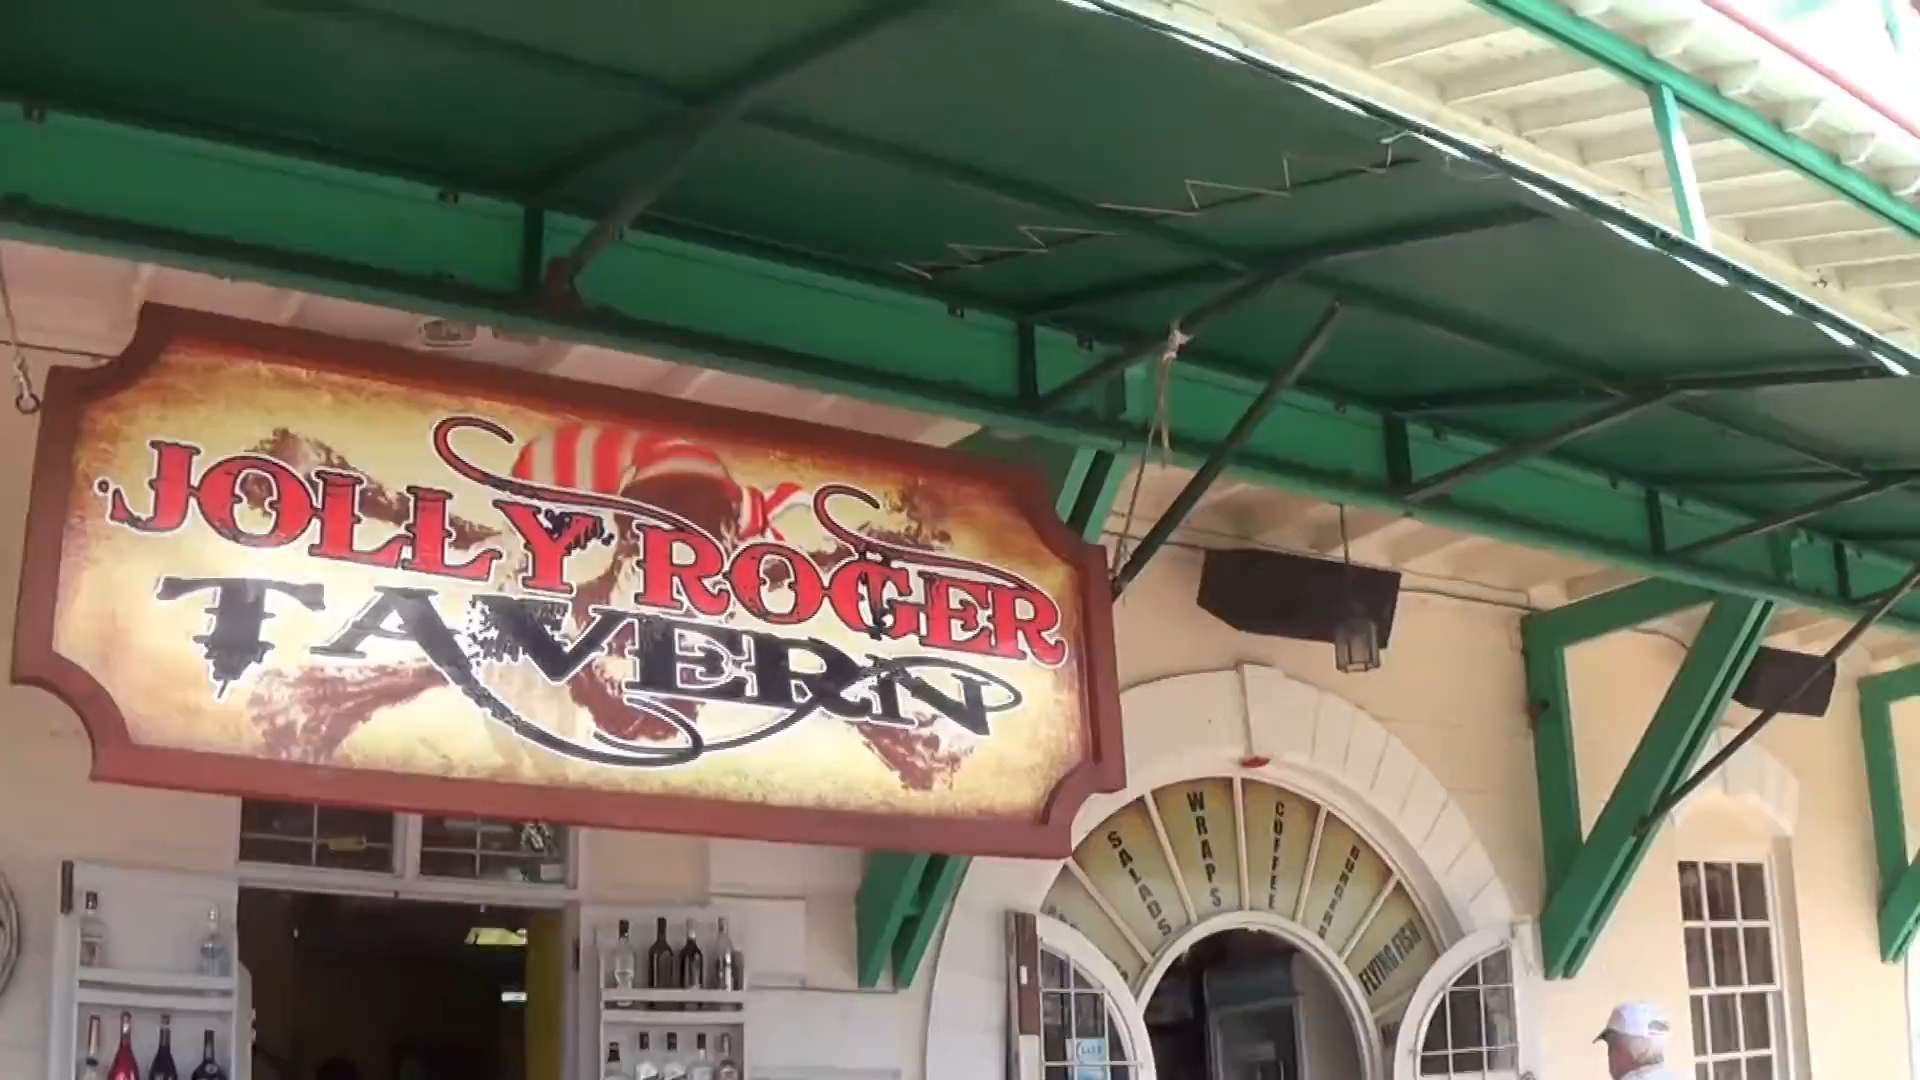 JOLLY ROGER
TAVERN
SALADS
WRAPS
COFFEE
FLYING FISH